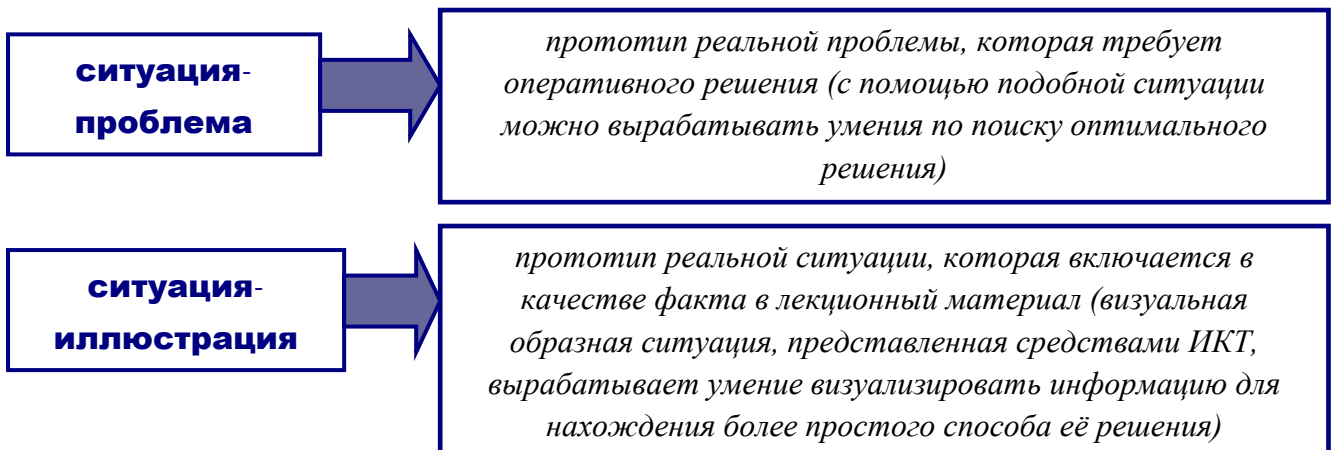 ситуация-
проблема
прототип реальной проблемы, которая требует
оперативного решения (с помощью подобной ситуации
можно вырабатывать умения по поиску оптимального
решения)
ситуация-
иллюстрация
прототип реальной ситуации, которая включается в
качестве факта в лекционный материал (визуальная
образная ситуация, представленная средствами ИКТ,
вырабатывает умение визуализировать информацию для
нахождения более простого способа её решения)